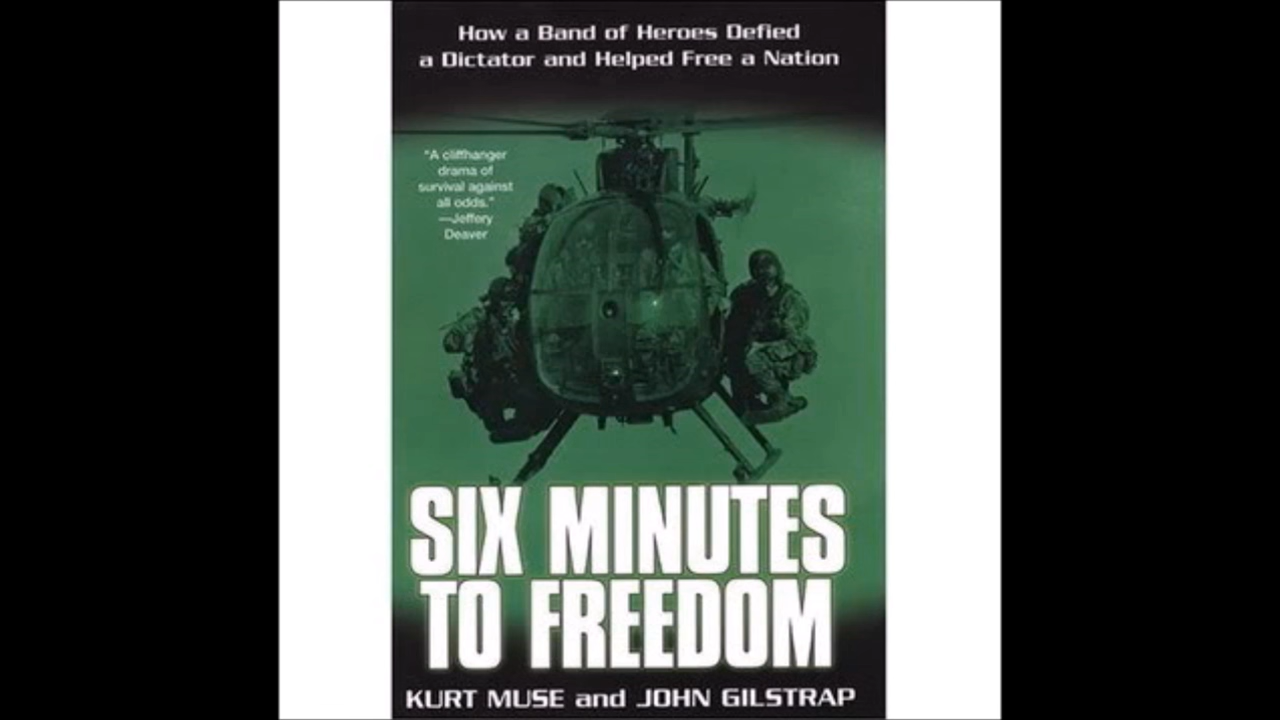 How a Band of Heroes Defied
a Dictator and Helped Free a Nation
“A cliffhanger
drama of
survival against
all odds.”
—Jeffery
Deaver
SIX MINUTES
TO FREEDOM
KURT MUSE and JOHN GILSTRAP